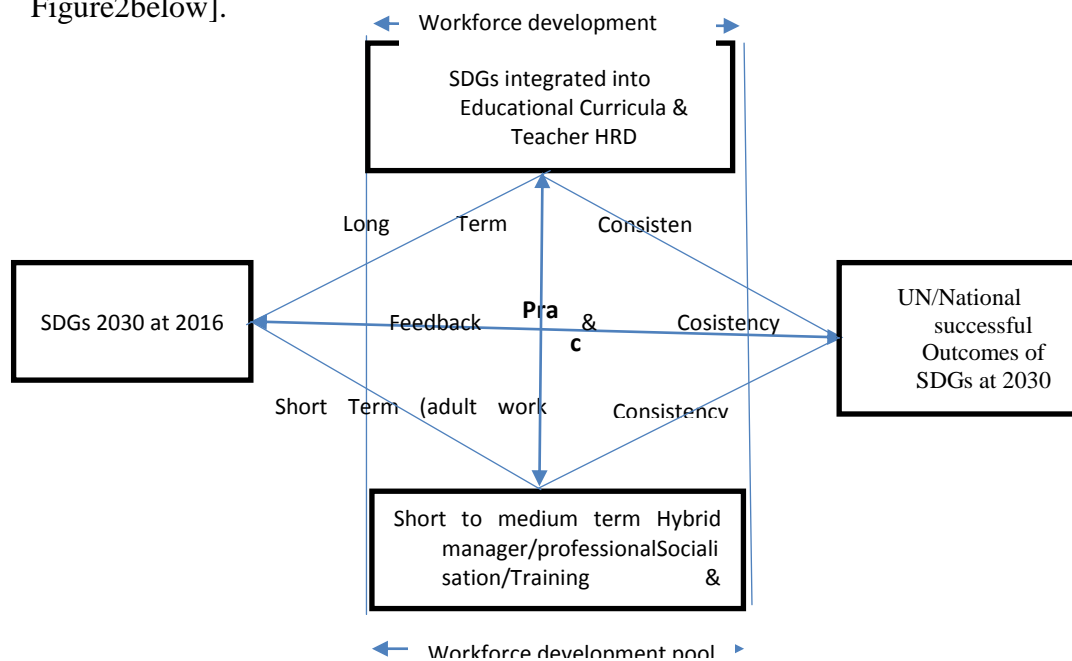 Figure2below].
Workforce development
SDGs integrated into
Educational Curricula &
Teacher HRD
Long Term Consisten
SDGs 2030 at 2016
Feedback Pra & Cosistency
c
UN/National
successful
Outcomes of
SDGs at 2030
Short Term (adult work Consistency
Short to medium term Hybrid
manager/professionalSociali
sation/Training &
Workforce development pool